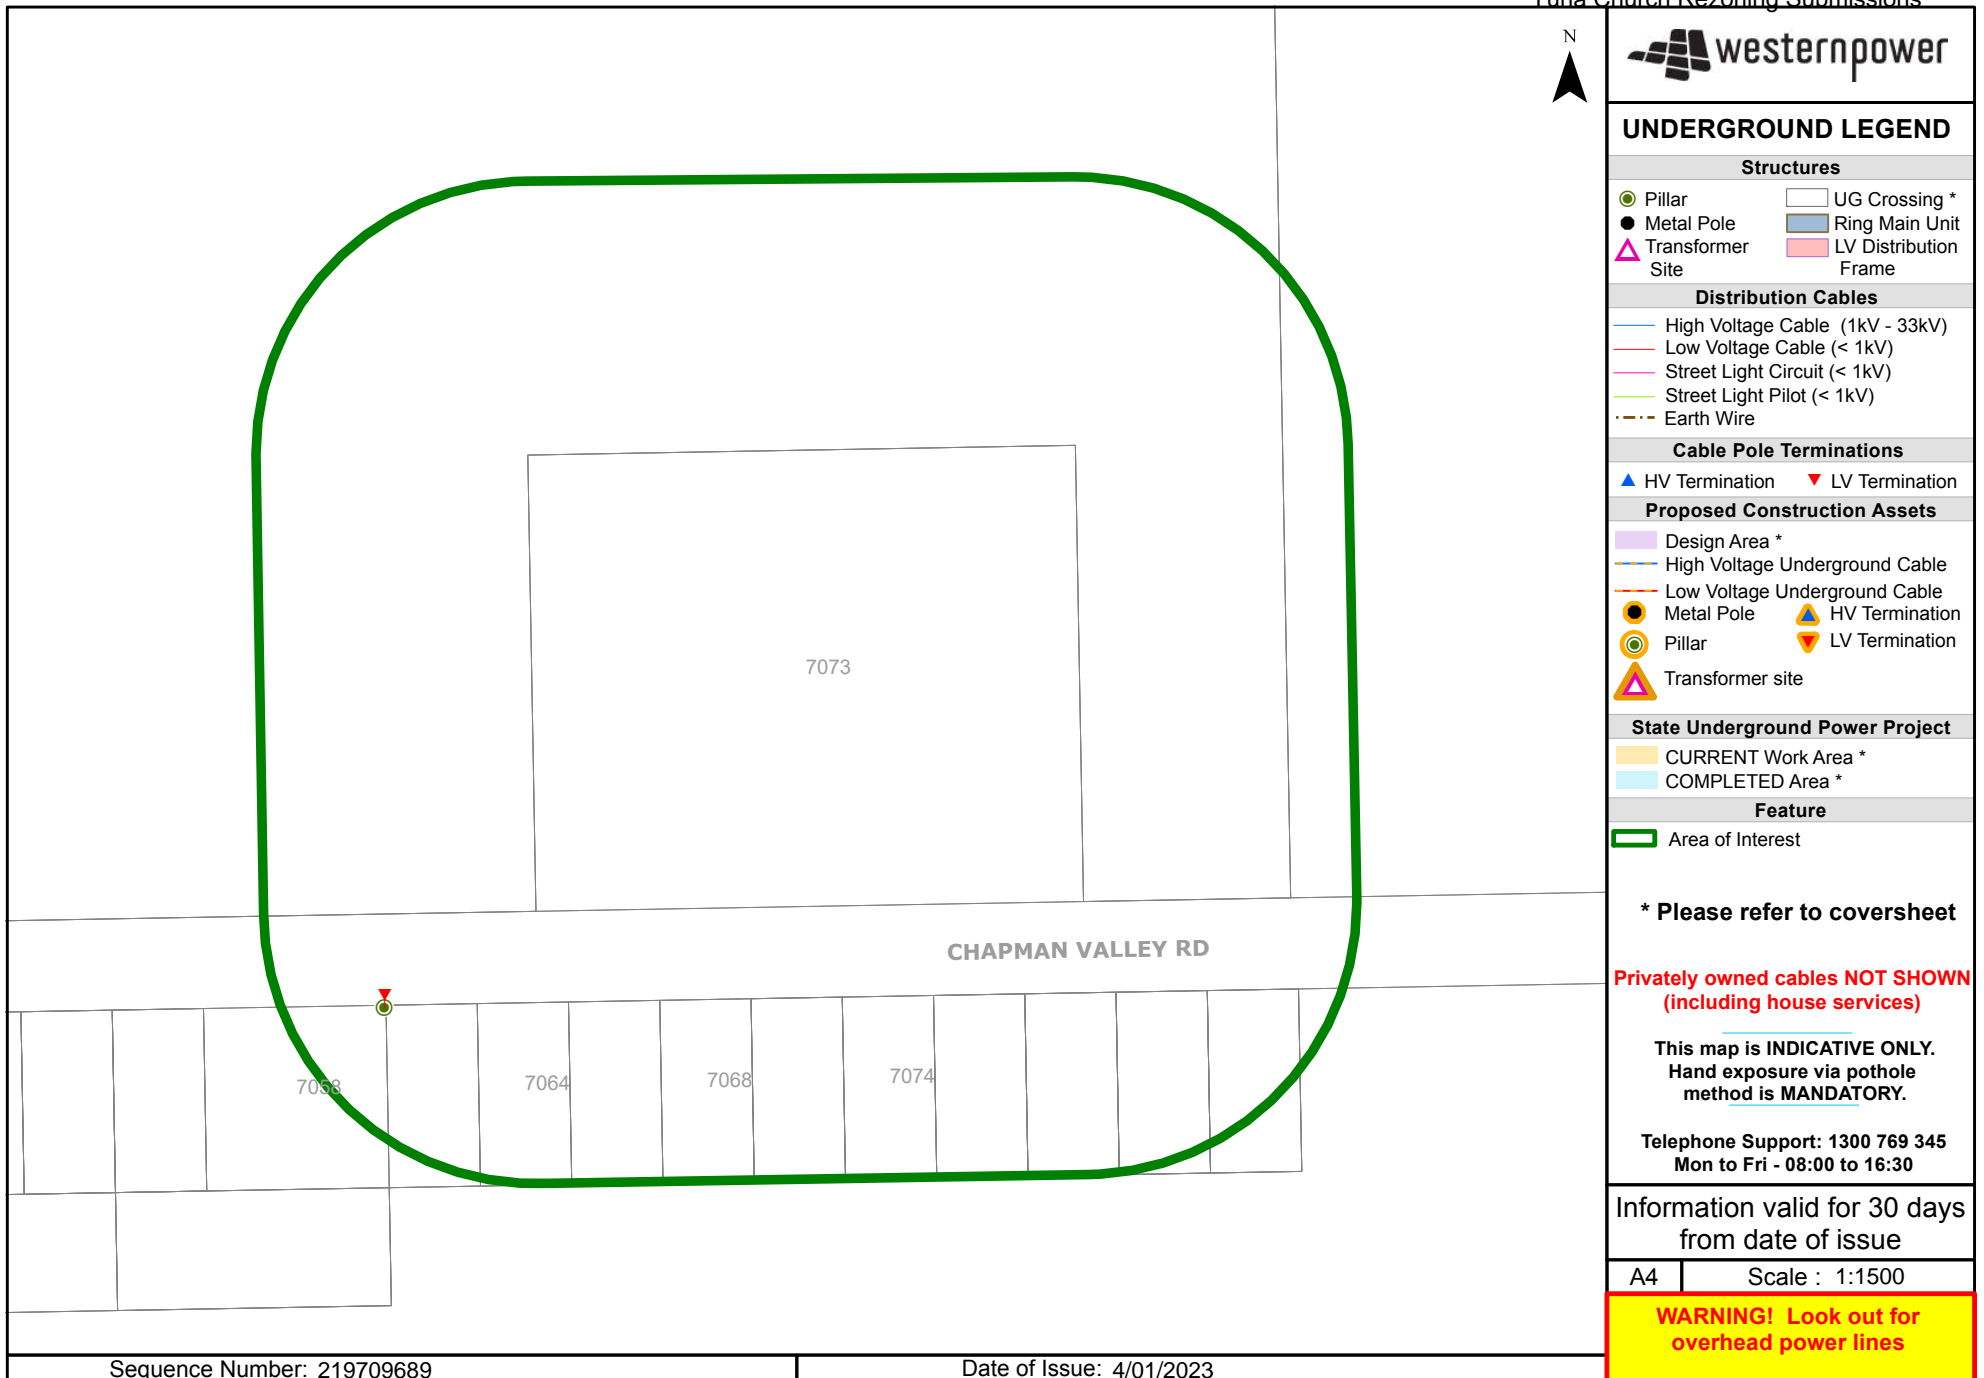 Yuna Church Rezoning Submissions
N
westernpower
UNDERGROUND LEGEND
Structures
Pillar
UG Crossing *
Metal Pole
Ring Main Unit
Transformer Site
LV Distribution Frame
Distribution Cables
High Voltage Cable (1kV - 33kV)
Low Voltage Cable (< 1kV)
Street Light Circuit (< 1kV)
Street Light Pilot (< 1kV)
Earth Wire
Cable Pole Terminations
HV Termination
LV Termination
Proposed Construction Assets
Design Area *
High Voltage Underground Cable
Low Voltage Underground Cable
Metal Pole
HV Termination
Pillar
LV Termination
Transformer site
State Underground Power Project
CURRENT Work Area *
COMPLETED Area *
Feature
Area of Interest
* Please refer to coversheet
Privately owned cables NOT SHOWN
(including house services)
This map is INDICATIVE ONLY.
Hand exposure via pothole
method is MANDATORY.
Telephone Support: 1300 769 345
Mon to Fri - 08:00 to 16:30
Information valid for 30 days
from date of issue
A4
Scale : 1:1500
WARNING! Look out for
overhead power lines
7073
CHAPMAN VALLEY RD
7058
7064
7068
7074
Sequence Number: 219709689
Date of Issue: 4/01/2023